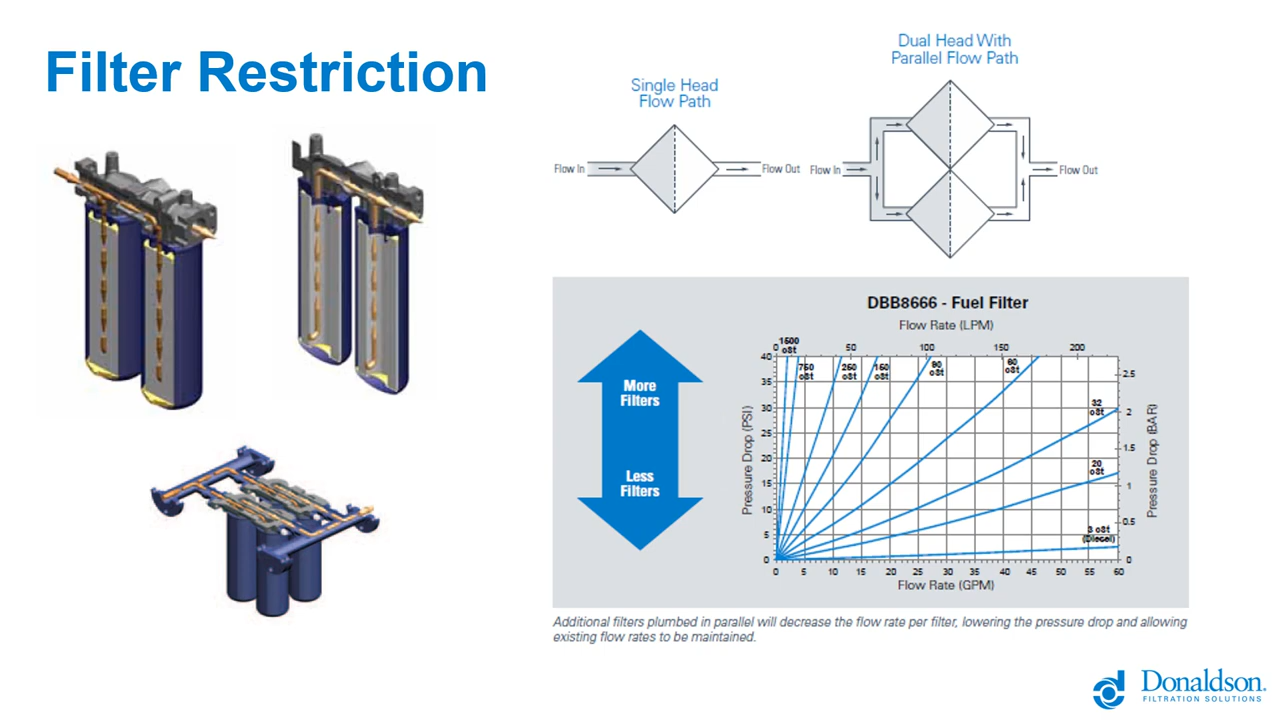 Filter Restriction
Single Head
Flow Path
Flow In
Flow Out
Dual Head With
Parallel Flow Path
Flow In
Flow Out
More
Filters
Less
Filters
DBB8666 - Fuel Filter
Flow Rate (LPM)
0 50 100 150 200
1500
cSt
750
cSt
250
cSt
150
cSt
90
cSt
60
cSt
32
cSt
20
cSt
3 cSt
(Diesel)
Pressure Drop (PSI)
40
35
30
25
20
15
10
5
0
Pressure Drop (BAR)
2.5
2
1.5
1
0.5
0
0 5 10 15 20 25 30 35 40 45 50 55 60
Flow Rate (GPM)
Additional filters plumbed in parallel will decrease the flow rate per filter, lowering the pressure drop and allowing
existing flow rates to be maintained.
Donaldson.
FILTRATION SOLUTIONS